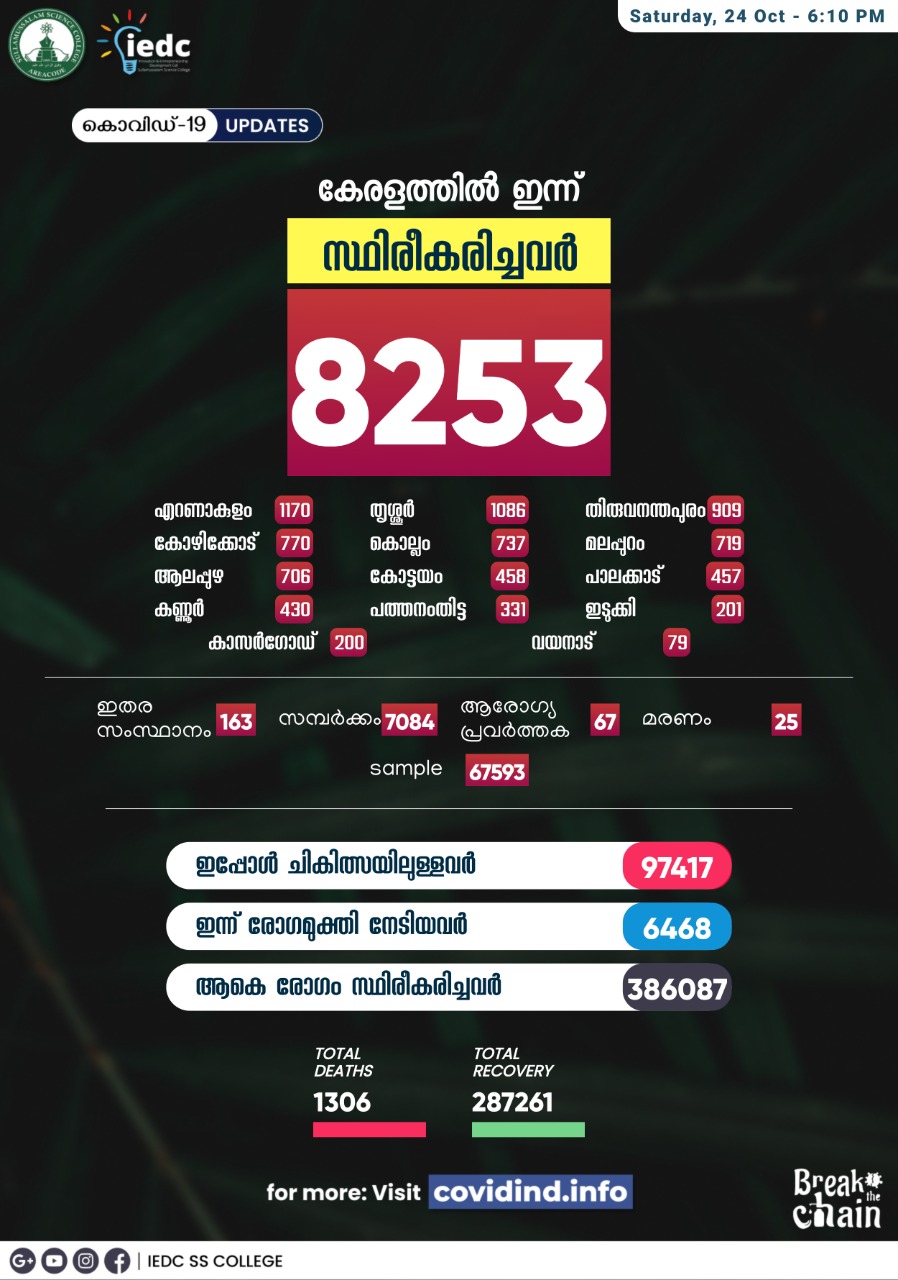 Saturday, 24 Oct - 6:10 PM
SULLAMUSSALAM SCIENCE COLLEGE
AREACODE
iedc
കൊവിഡ്-19 UPDATES
കേരളത്തിൽ ഇന്ന്
സ്ഥിരീകരിച്ചവർ
8253
എറണാകുളം 1170 തൃശ്ശൂർ 1086 തിരുവനന്തപുരം 909
കോഴിക്കോട് 770 കൊല്ലം 737 മലപ്പുറം 719
ആലപ്പുഴ 706 കോട്ടയം 458 പാലക്കാട് 457
കണ്ണൂർ 430 പത്തനംതിട്ട 331 ഇടുക്കി 201
കാസർഗോഡ് 200 വയനാട് 79
ഇതര
സംസ്ഥാനം 163 സമ്പർക്കം 7084
ആരോഗ്യ
പ്രവർത്തക 67 മരണം 25
sample 67593
ഇപ്പോൾ ചികിത്സയിലുള്ളവർ 97417
ഇന്ന് രോഗമുക്തി നേടിയവർ 6468
ആകെ രോഗം സ്ഥിരീകരിച്ചവർ 386087
TOTAL
DEATHS
1306
TOTAL
RECOVERY
287261
for more: Visit covidind.info
Break
the
chain
G+ f | IEDC SS COLLEGE